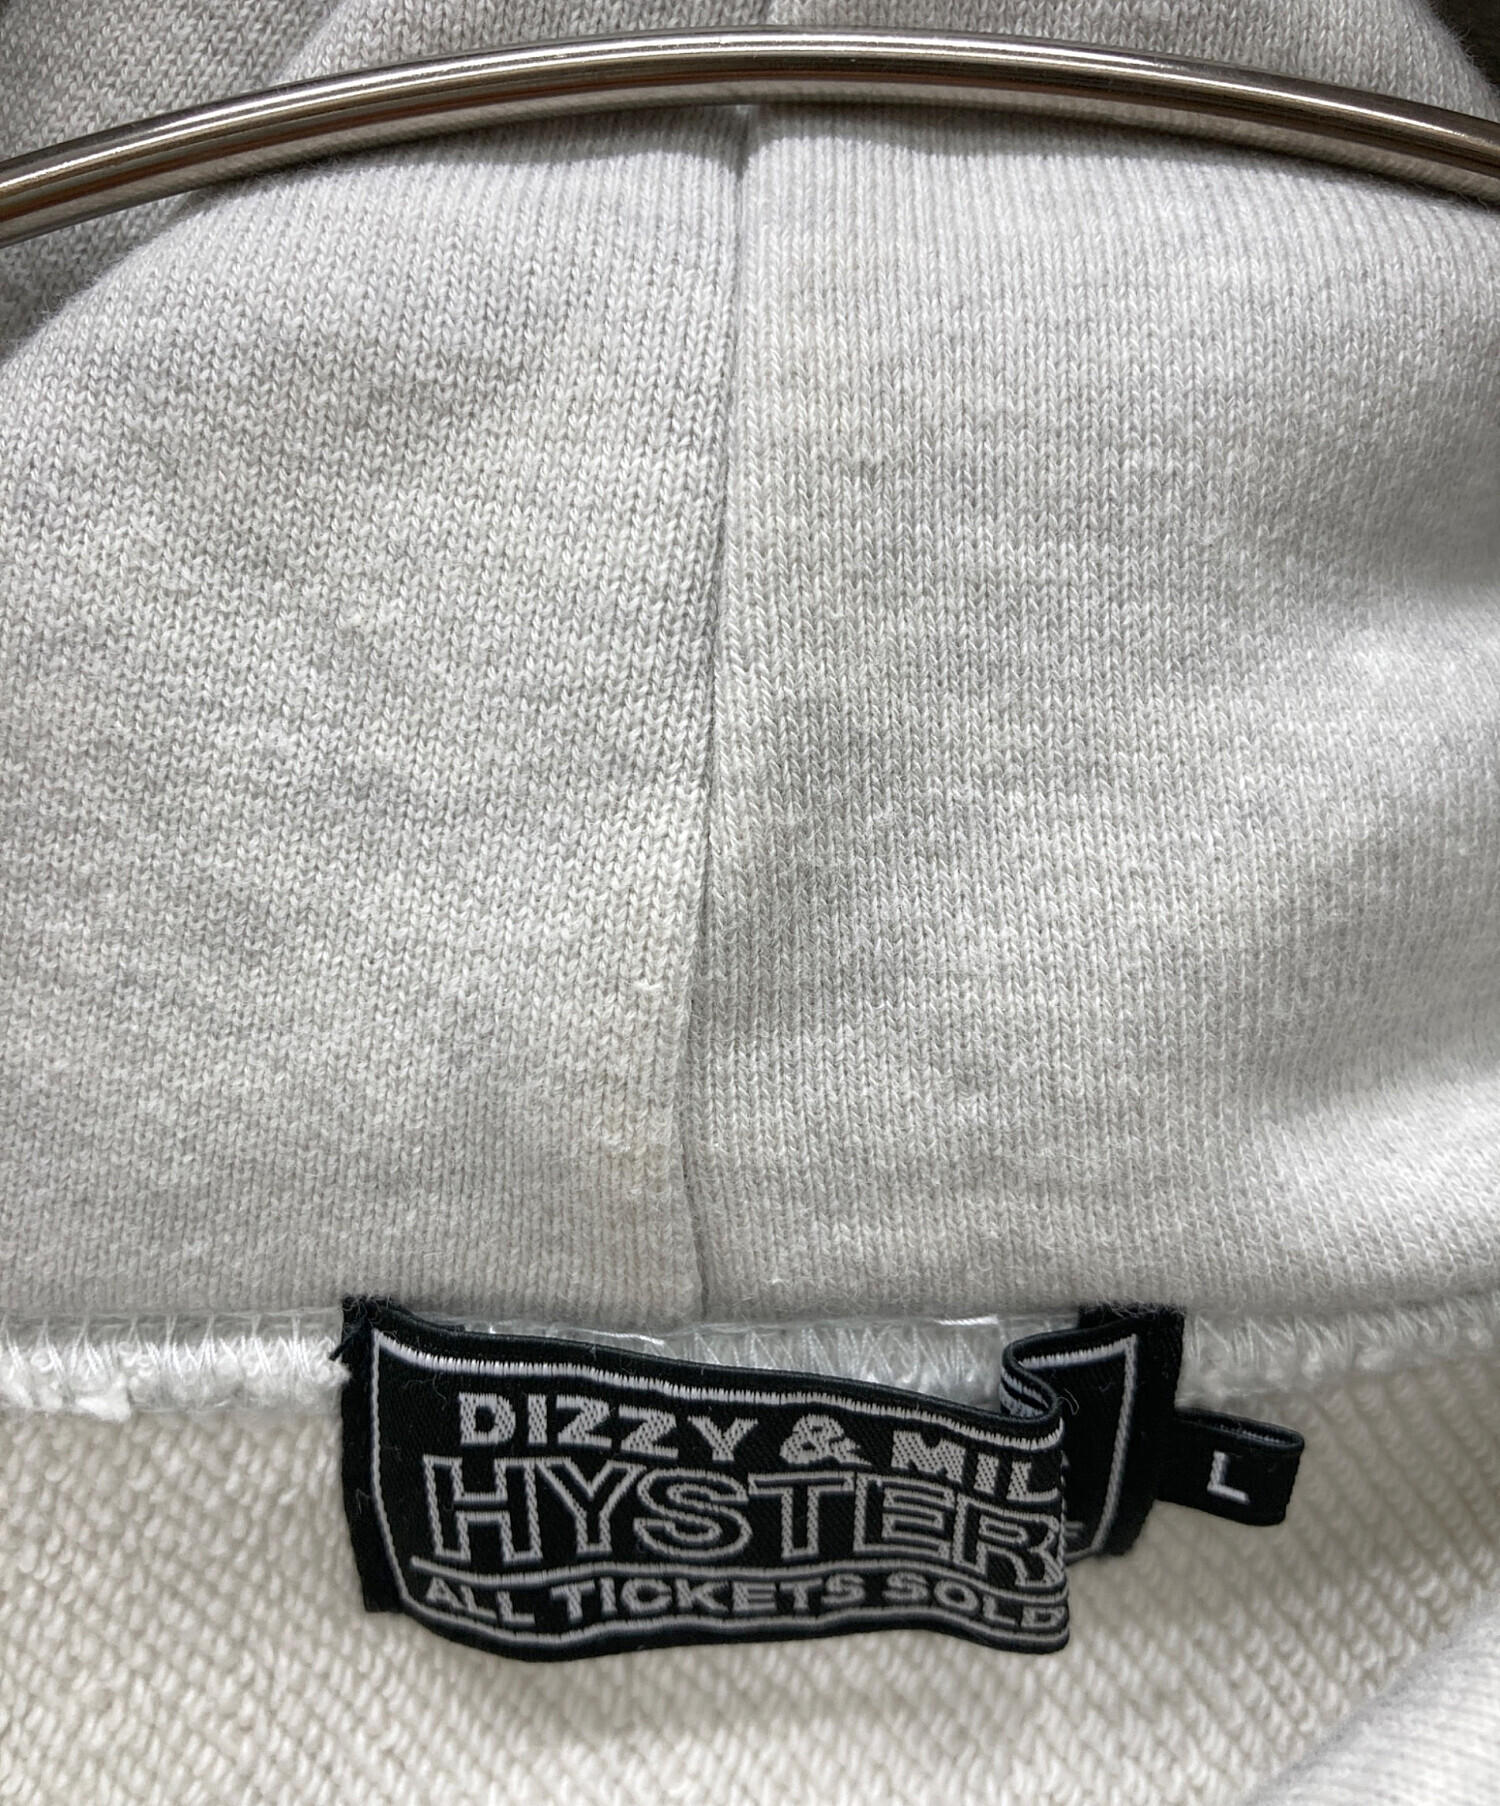 DIZZY & MIL
HYSTER
ALL TICKETS SOLD
L